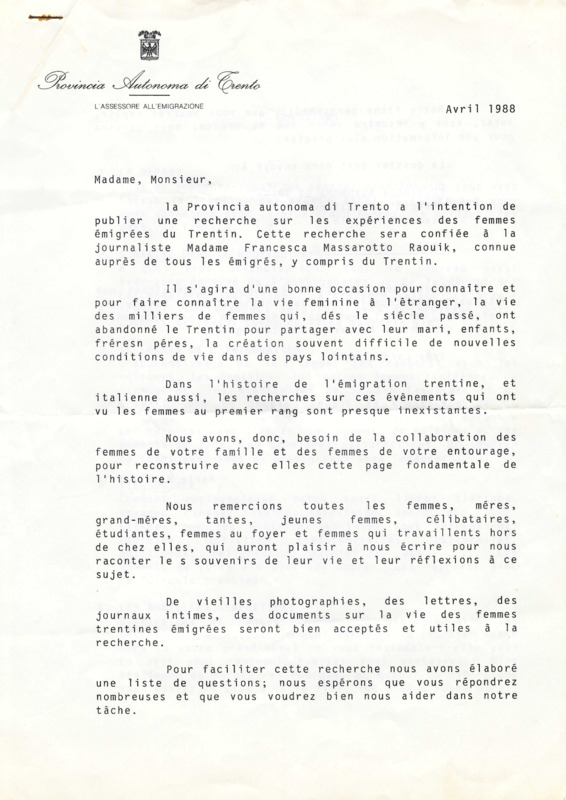 Provincia Autonoma di Trento
L'ASSESSORE ALL'EMIGRAZIONE
Avril 1988
Madame, Monsieur,
la Provincia autonoma di Trento a l'intention de
publier une recherche sur les expériences des femmes
émigrées du Trentin. Cette recherche sera confiée à la
journaliste Madame Francesca Massarotto Raouik, connue
auprès de tous les émigrés, y compris du Trentin.
Il s'agira d'une bonne occasion pour connaître et
pour faire connaître la vie feminine à l'êtranger, la vie
des milliers de femmes qui, dés le siécle passé, ont
abandonné le Trentin pour partager avec leur mari, enfants,
fréresn péres, la création souvent difficile de nouvelles
conditions de vie dans des pays lointains.
Dans l'histoire de l'émigration trentine, et
italienne aussi, les recherches sur ces évênements qui ont
vu les femmes au premier rang sont presque inexistantes.
Nous avons, donc, besoin de la collaboration des
femmes de votre famille et des femmes de votre entourage,
pour reconstruire avec elles cette page fondamentale de
l'histoire.
Nous remercions toutes les femmes, méres,
grand-méres, tantes, jeunes femmes, célibataires,
étudiantes, femmes au foyer et femmes qui travaillents hors
de chez elles, qui auront plaisir à nous écrire pour nous
raconter le s souvenirs de leur vie et leur réflexions à ce
sujet.
De vieilles photographies, des lettres, des
journaux intimes, des documents sur la vie des femmes
trentines émigrées seront bien acceptés et utiles à la
recherche.
Pour faciliter cette recherche nous avons élaboré
une liste de questions; nous espérons que vous répondrez
nombreuses et que vous voudrez bien nous aider dans notre
tâche.